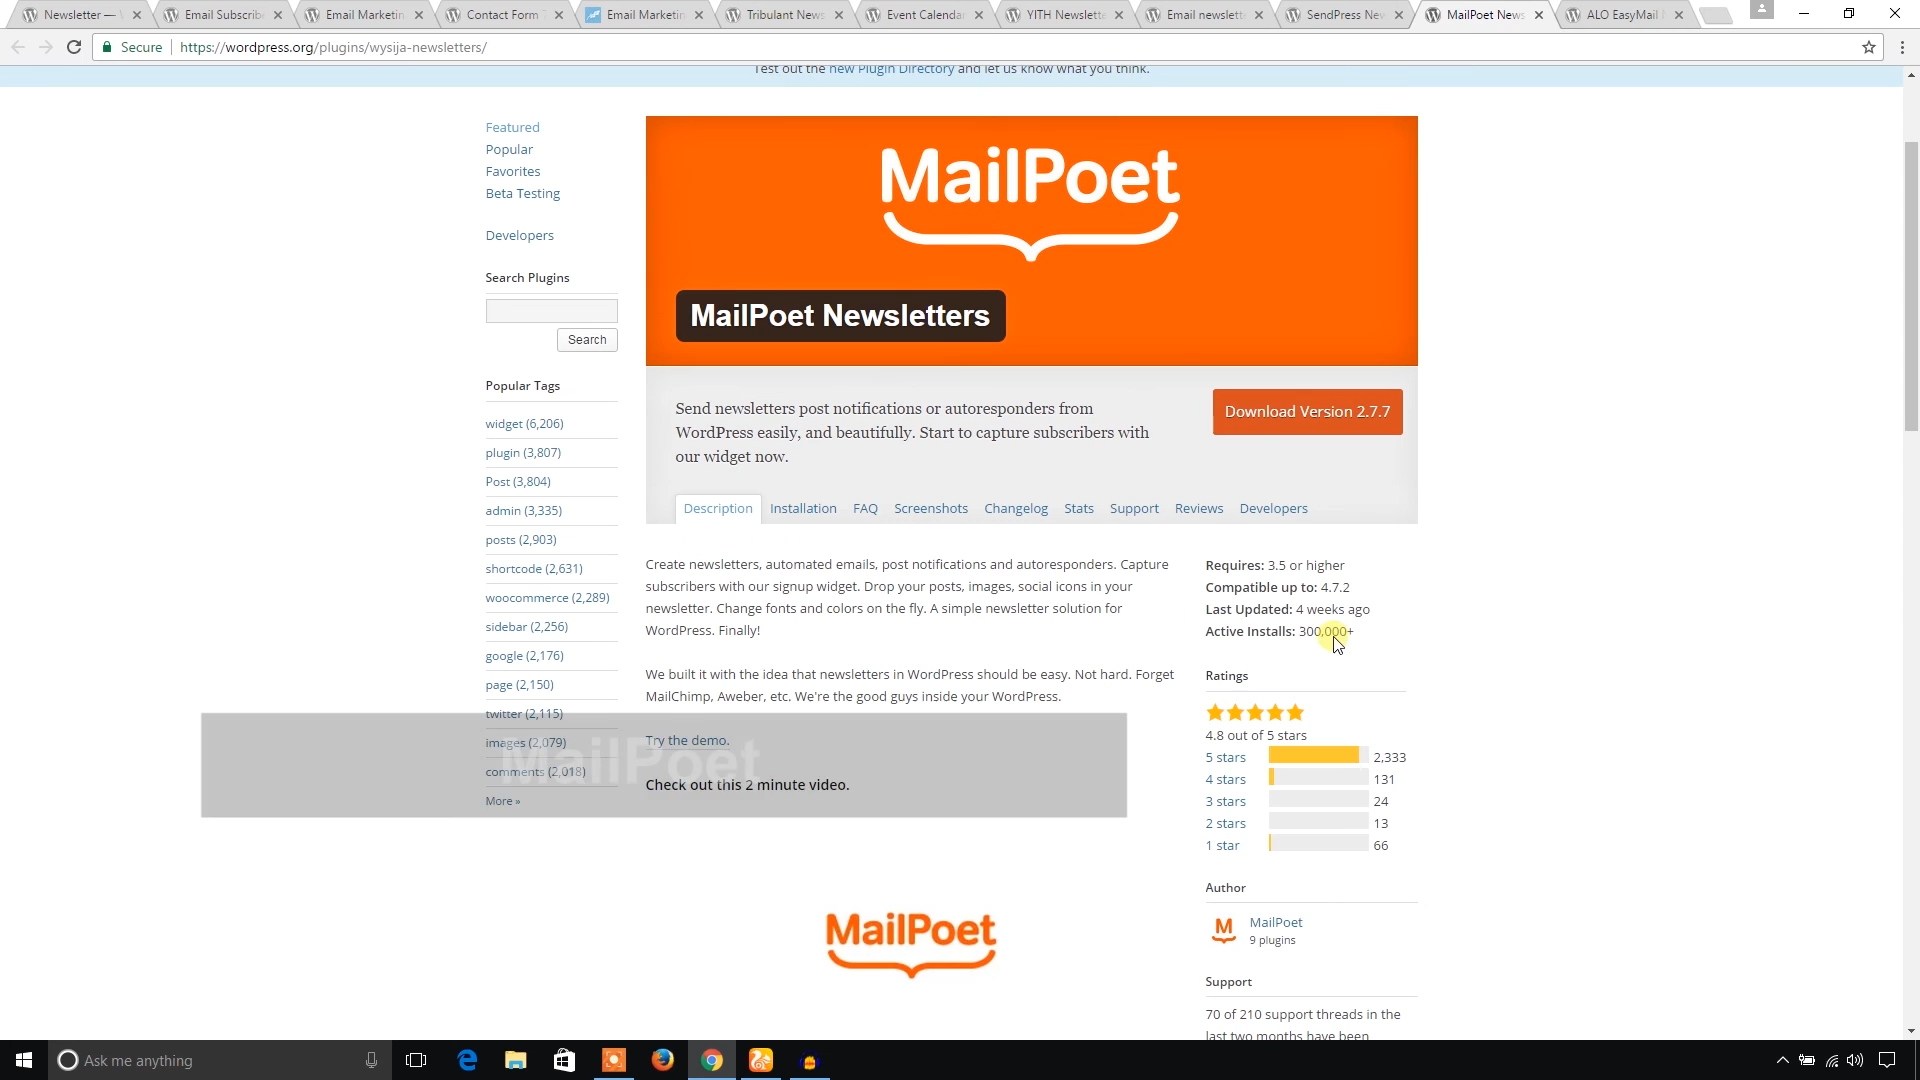 Newsletter —
Email Subscribe
Email Marketin
Contact Form
Email Marketin
Tribulant News
Event Calendar
YITH Newslette
Email newslett
SendPress New
MailPoet News
ALO EasyMail
Secure
https://wordpress.org/plugins/wysija-newsletters/
Test out the new Plugin Directory and let us know what you think.
Featured
Popular
Favorites
Beta Testing
Developers
Search Plugins
Search
Popular Tags
widget (6,206)
plugin (3,807)
Post (3,804)
admin (3,335)
posts (2,903)
shortcode (2,631)
woocommerce (2,289)
sidebar (2,256)
google (2,176)
page (2,150)
twitter (2,115)
images (2,079)
comments (2,018)
More »
MailPoet
MailPoet Newsletters
Send newsletters post notifications or autoresponders from
WordPress easily, and beautifully. Start to capture subscribers with
our widget now.
Download Version 2.7.7
Description
Installation
FAQ
Screenshots
Changelog
Stats
Support
Reviews
Developers
Create newsletters, automated emails, post notifications and autoresponders. Capture
subscribers with our signup widget. Drop your posts, images, social icons in your
newsletter. Change fonts and colors on the fly. A simple newsletter solution for
WordPress. Finally!
We built it with the idea that newsletters in WordPress should be easy. Not hard. Forget
MailChimp, Aweber, etc. We're the good guys inside your WordPress.
Try the demo.
MailPoet
Check out this 2 minute video.
MailPoet
Requires: 3.5 or higher
Compatible up to: 4.7.2
Last Updated: 4 weeks ago
Active Installs: 300,000+
Ratings
4.8 out of 5 stars
5 stars 2,333
4 stars 131
3 stars 24
2 stars 13
1 star 66
Author
M
MailPoet
9 plugins
Support
70 of 210 support threads in the
last two months have been
Ask me anything